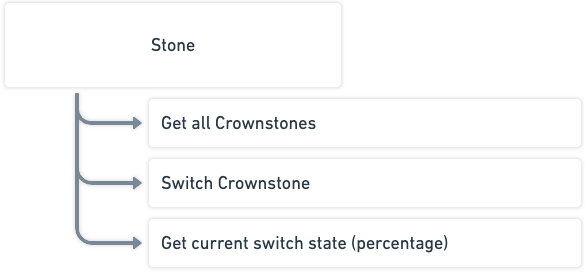 Stone
Get all Crownstones
Switch Crownstone
Get current switch state (percentage)